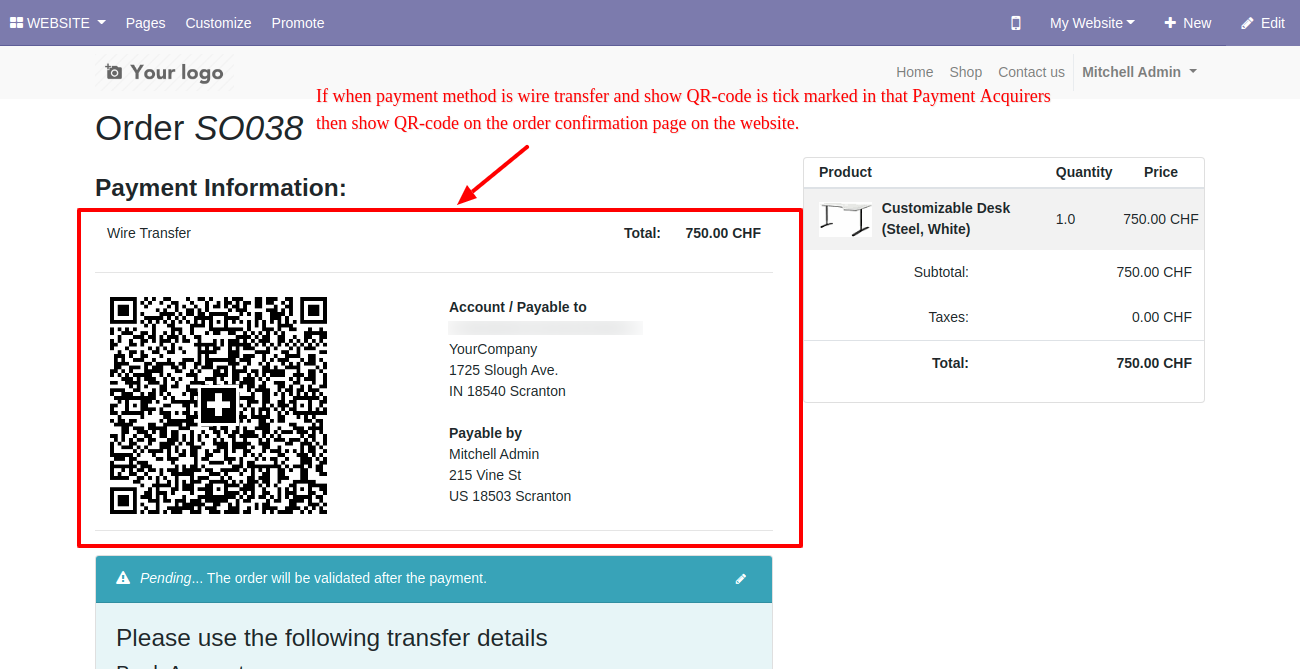 WEBSITE Pages Customize Promote My Website New Edit
Your logo Home Shop Contact us Mitchell Admin
If when payment method is wire transfer and show QR-code is tick marked in that Payment Acquirers
then show QR-code on the order confirmation page on the website.
Order SO038
Payment Information:
Wire Transfer Total: 750.00 CHF
Account / Payable to
YourCompany
1725 Slough Ave.
IN 18540 Scranton
Payable by
Mitchell Admin
215 Vine St
US 18503 Scranton
Product Quantity Price
Customizable Desk
(Steel, White) 1.0 750.00 CHF
Subtotal: 750.00 CHF
Taxes: 0.00 CHF
Total: 750.00 CHF
Pending... The order will be validated after the payment.
Please use the following transfer details